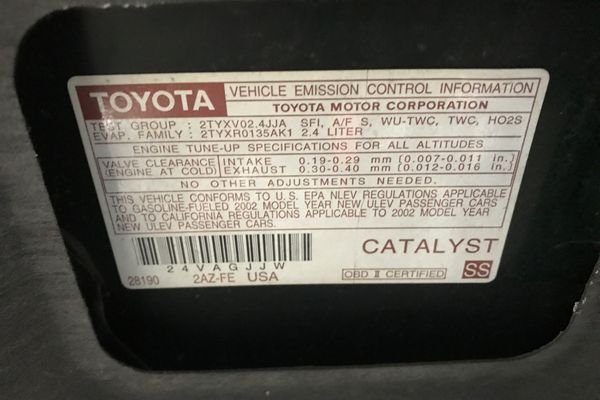 TOYOTA
VEHICLE EMISSION CONTROL INFORMATION
TOYOTA MOTOR CORPORATION
TEST GROUP : 2TYXV02.4JJA SFI, A/F S, WU-TWC, TWC, HO2S
EVAP. FAMILY : 2TYXR0135AK1 2.4 LITER
ENGINE TUNE-UP SPECIFICATIONS FOR ALL ALTITUDES
VALVE CLEARANCE INTAKE 0.19-0.29 mm (0.007-0.011 in.)
(ENGINE AT COLD) EXHAUST 0.30-0.40 mm (0.012-0.016 in.)
NO OTHER ADJUSTMENTS NEEDED.
THIS VEHICLE CONFORMS TO U.S. EPA NLEV REGULATIONS APPLICABLE
TO GASOLINE-FUELED 2002 MODEL YEAR NEW ULEV PASSENGER CARS
AND TO CALIFORNIA REGULATIONS APPLICABLE TO 2002 MODEL YEAR
NEW ULEV PASSENGER CARS.
CATALYST
24VAGJJW
28190 2AZ-FE USA
OBD II CERTIFIED
SS